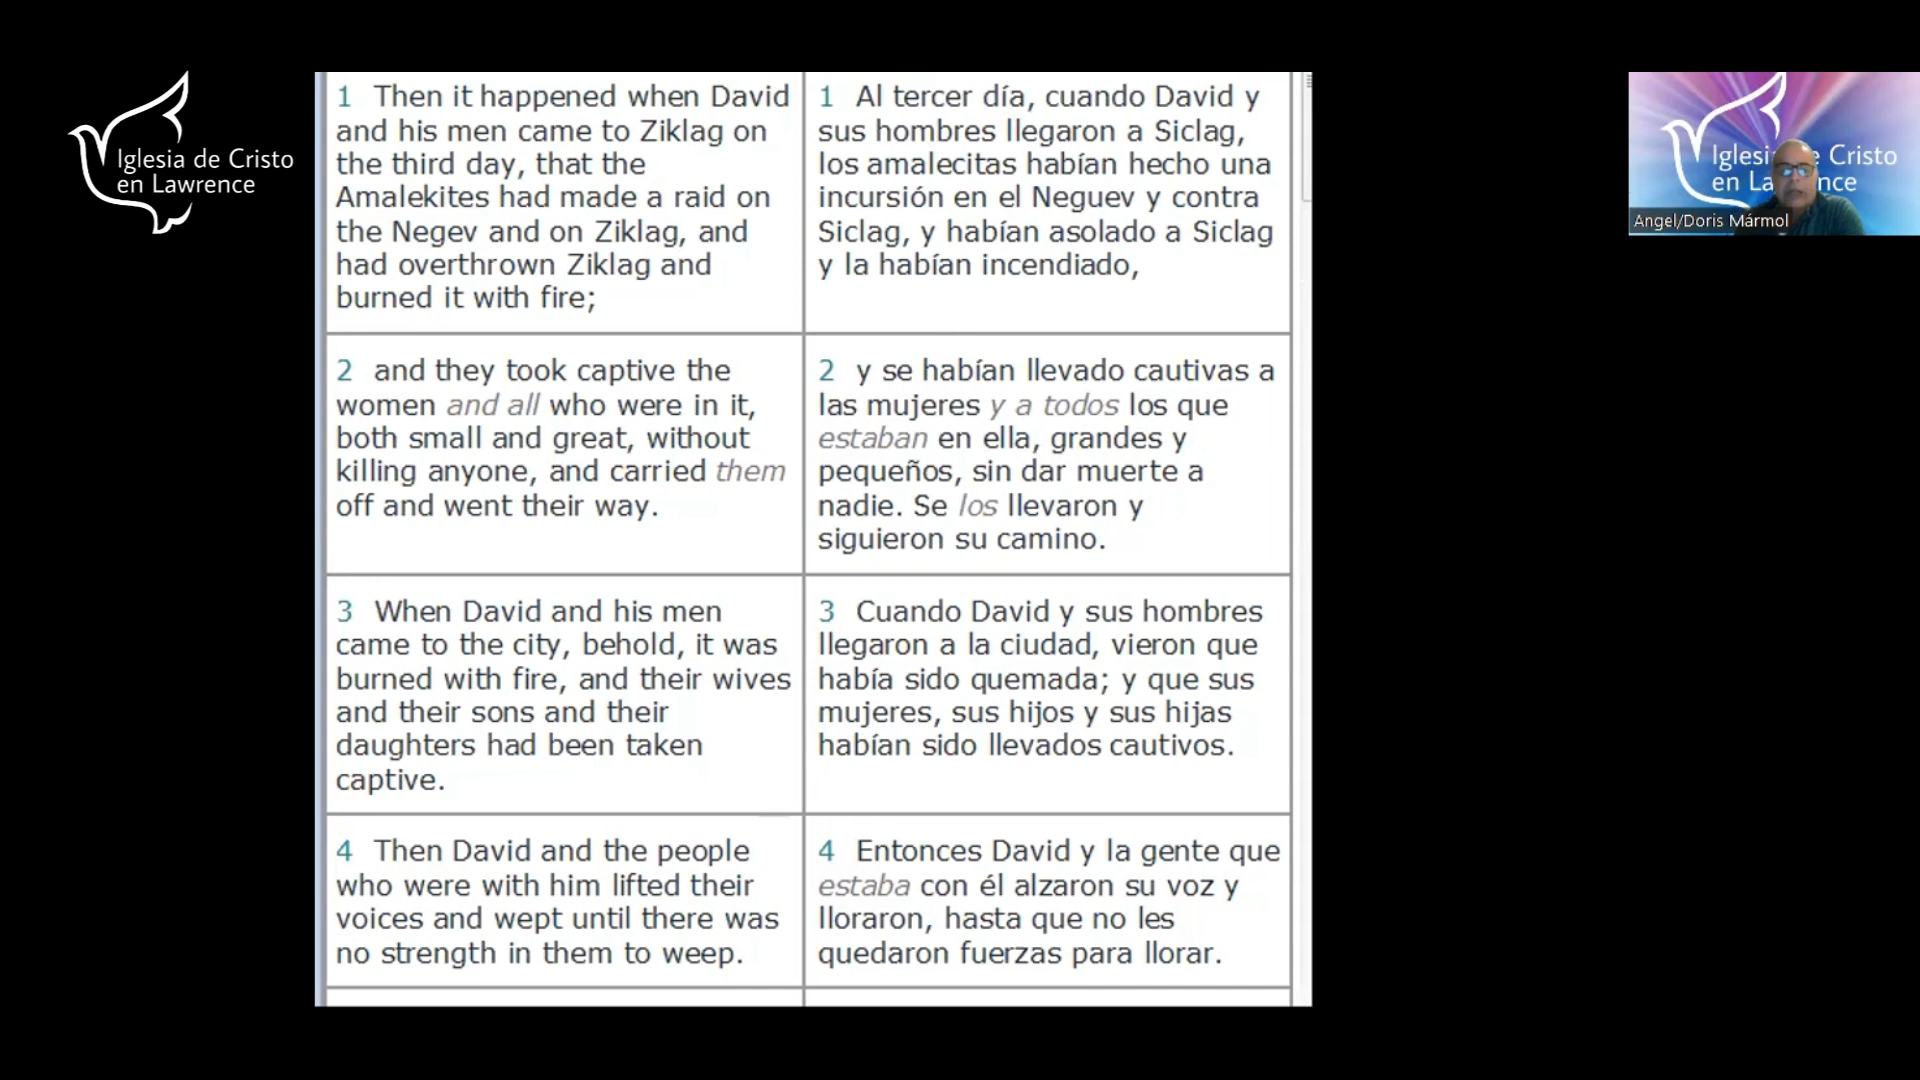 Iglesia de Cristo
en Lawrence
1 Then it happened when David
and his men came to Ziklag on
the third day, that the
Amalekites had made a raid on
the Negev and on Ziklag, and
had overthrown Ziklag and
burned it with fire;
1 Al tercer día, cuando David y
sus hombres llegaron a Siclag,
los amalecitas habían hecho una
incursión en el Neguev y contra
Siclag, y habían asolado a Siclag
y la habían incendiado,
2 and they took captive the
women and all who were in it,
both small and great, without
killing anyone, and carried them
off and went their way.
2 y se habían llevado cautivas a
las mujeres y a todos los que
estaban en ella, grandes y
pequeños, sin dar muerte a
nadie. Se los llevaron y
siguieron su camino.
3 When David and his men
came to the city, behold, it was
burned with fire, and their wives
and their sons and their
daughters had been taken
captive.
3 Cuando David y sus hombres
llegaron a la ciudad, vieron que
había sido quemada; y que sus
mujeres, sus hijos y sus hijas
habían sido llevados cautivos.
4 Then David and the people
who were with him lifted their
voices and wept until there was
no strength in them to weep.
4 Entonces David y la gente que
estaba con él alzaron su voz y
lloraron, hasta que no les
quedaron fuerzas para llorar.
Cristo
en
Angel/Doris Mármol